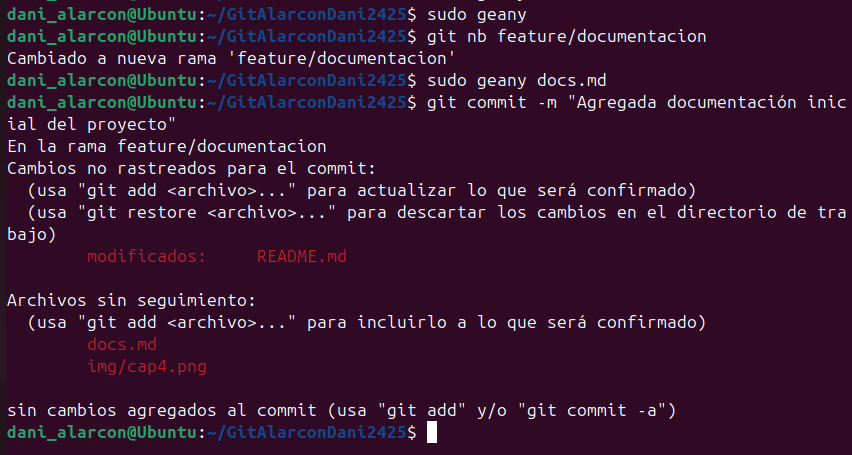 dani_alarcon@Ubuntu:~/GitAlarconDani2425$ sudo geany
dani_alarcon@Ubuntu:~/GitAlarconDani2425$ git nb feature/documentacion
Cambiado a nueva rama 'feature/documentacion'
dani_alarcon@Ubuntu:~/GitAlarconDani2425$ sudo geany docs.md
dani_alarcon@Ubuntu:~/GitAlarconDani2425$ git commit -m "Agregada documentación inic
ial del proyecto"
En la rama feature/documentacion
Cambios no rastreados para el commit:
  (usa "git add <archivo>..." para actualizar lo que será confirmado)
  (usa "git restore <archivo>..." para descartar los cambios en el directorio de tra
bajo)
        modificados:     README.md

Archivos sin seguimiento:
  (usa "git add <archivo>..." para incluirlo a lo que será confirmado)
        docs.md
        img/cap4.png

sin cambios agregados al commit (usa "git add" y/o "git commit -a")
dani_alarcon@Ubuntu:~/GitAlarconDani2425$